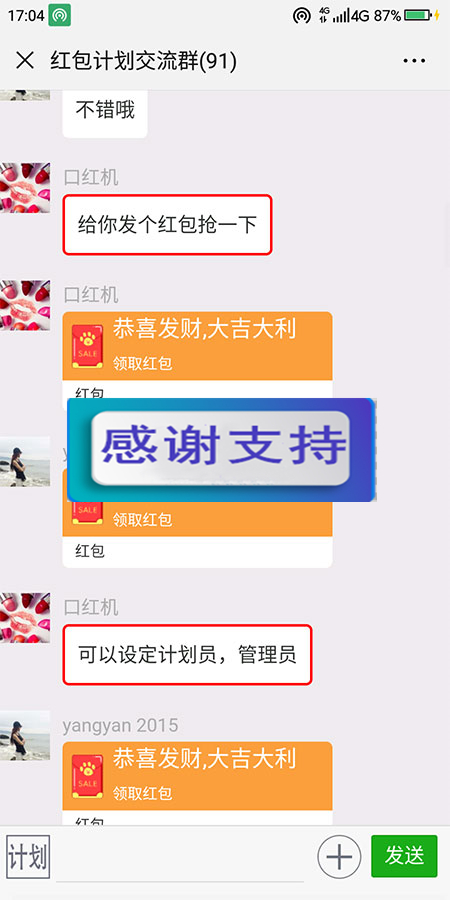 17:04 4G 4G 87%
红包计划交流群(91)
不错哦
口红机
给你发个红包抢一下
口红机
恭喜发财,大吉大利
SALE
领取红包
红包
感谢支持
SALE
领取红包
红包
口红机
可以设定计划员，管理员
yangyan 2015
恭喜发财,大吉大利
SALE
领取红包
红包
计划
发送